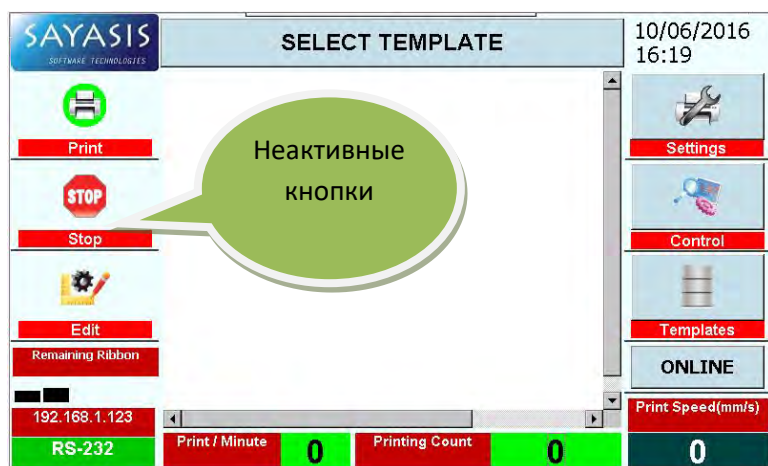 SAYASIS
SOFTWARE TECHNOLOGIES
SELECT TEMPLATE
10/06/2016
16:19
Print
Неактивные
кнопки
Settings
STOP
Stop
Control
Edit
Templates
Remaining Ribbon
ONLINE
192.168.1.123
Print Speed(mm/s)
RS-232
Print / Minute
0
Printing Count
0
0